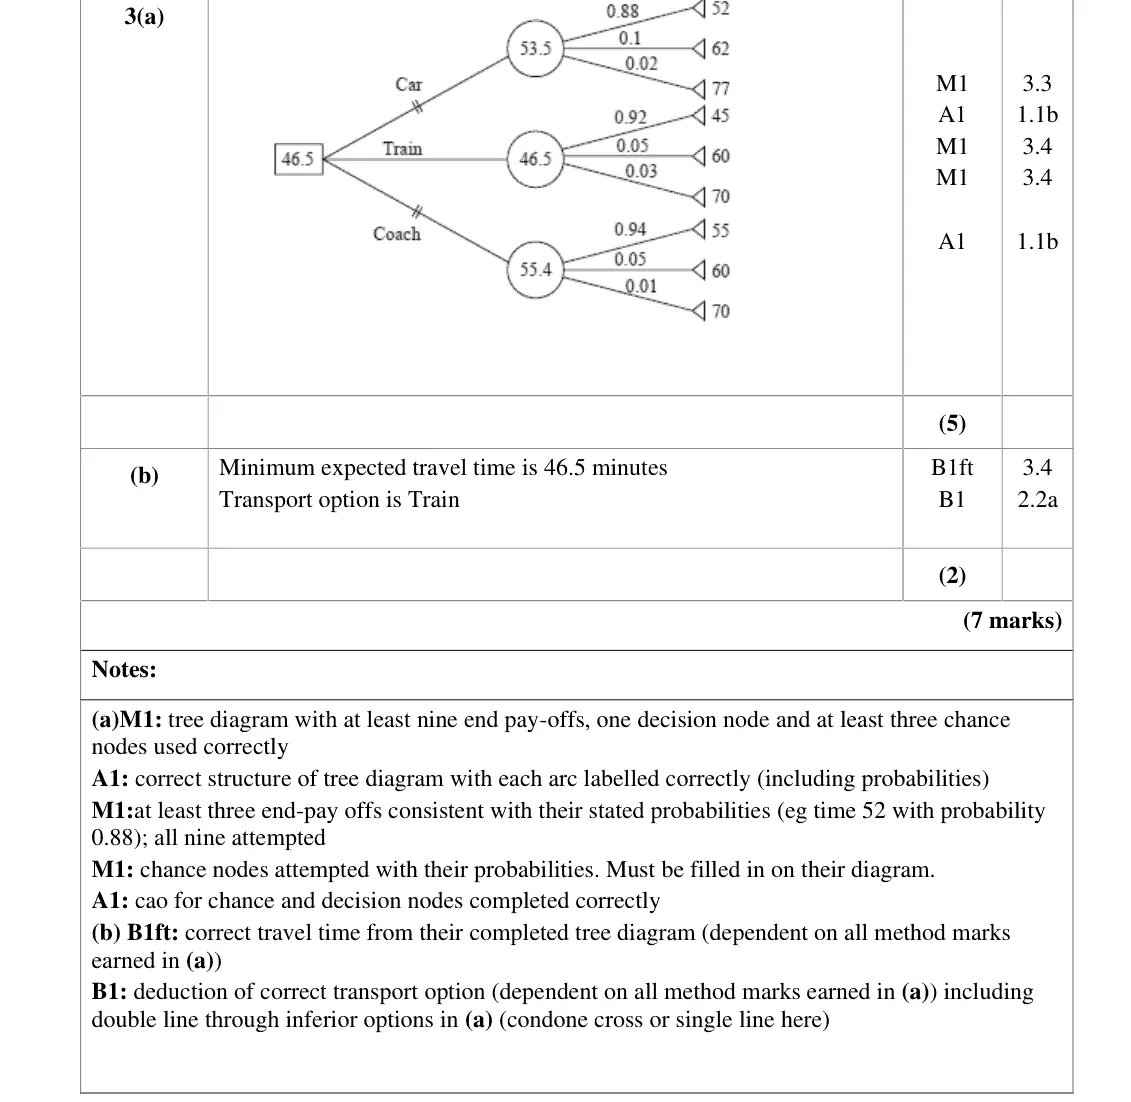 3(a)
0.88
52
53.5
0.1
62
0.02
77
Car
M1
3.3
0.92
45
A1
1.1b
Train
0.05
M1
3.4
46.5
46.5
60
0.03
M1
3.4
70
Coach
0.94
55
A1
1.1b
0.05
55.4
60
0.01
70
(5)
(b)
Minimum expected travel time is 46.5 minutes
B1ft
3.4
Transport option is Train
B1
2.2a
(2)
(7 marks)
Notes:
(a)M1: tree diagram with at least nine end pay-offs, one decision node and at least three chance
nodes used correctly
A1: correct structure of tree diagram with each arc labelled correctly (including probabilities)
M1:at least three end-pay offs consistent with their stated probabilities (eg time 52 with probability
0.88); all nine attempted
M1: chance nodes attempted with their probabilities. Must be filled in on their diagram.
A1: cao for chance and decision nodes completed correctly
(b) B1ft: correct travel time from their completed tree diagram (dependent on all method marks
earned in (a))
B1: deduction of correct transport option (dependent on all method marks earned in (a)) including
double line through inferior options in (a) (condone cross or single line here)